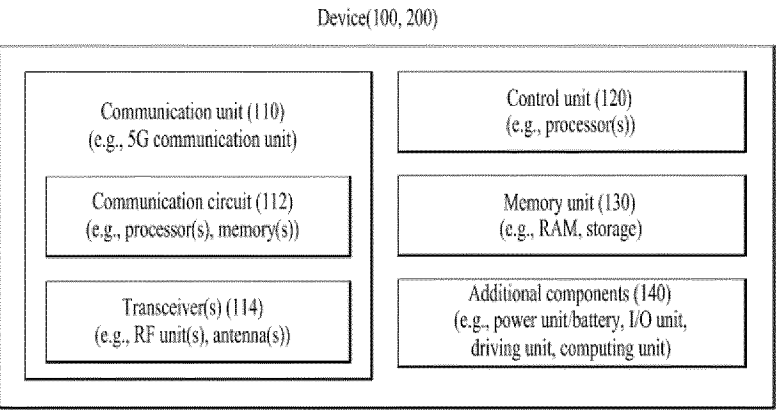 Device(100, 200)
Communication unit (110)
(e.g., 5G communication unit)
Communication circuit (112)
(e.g., processor(s), memory(s))
Transceiver(s) (114)
(e.g., RF unit(s), antenna(s))
Control unit (120)
(e.g., processor(s))
Memory unit (130)
(e.g., RAM, storage)
Additional components (140)
(e.g., power unit/battery, I/O unit,
driving unit, computing unit)